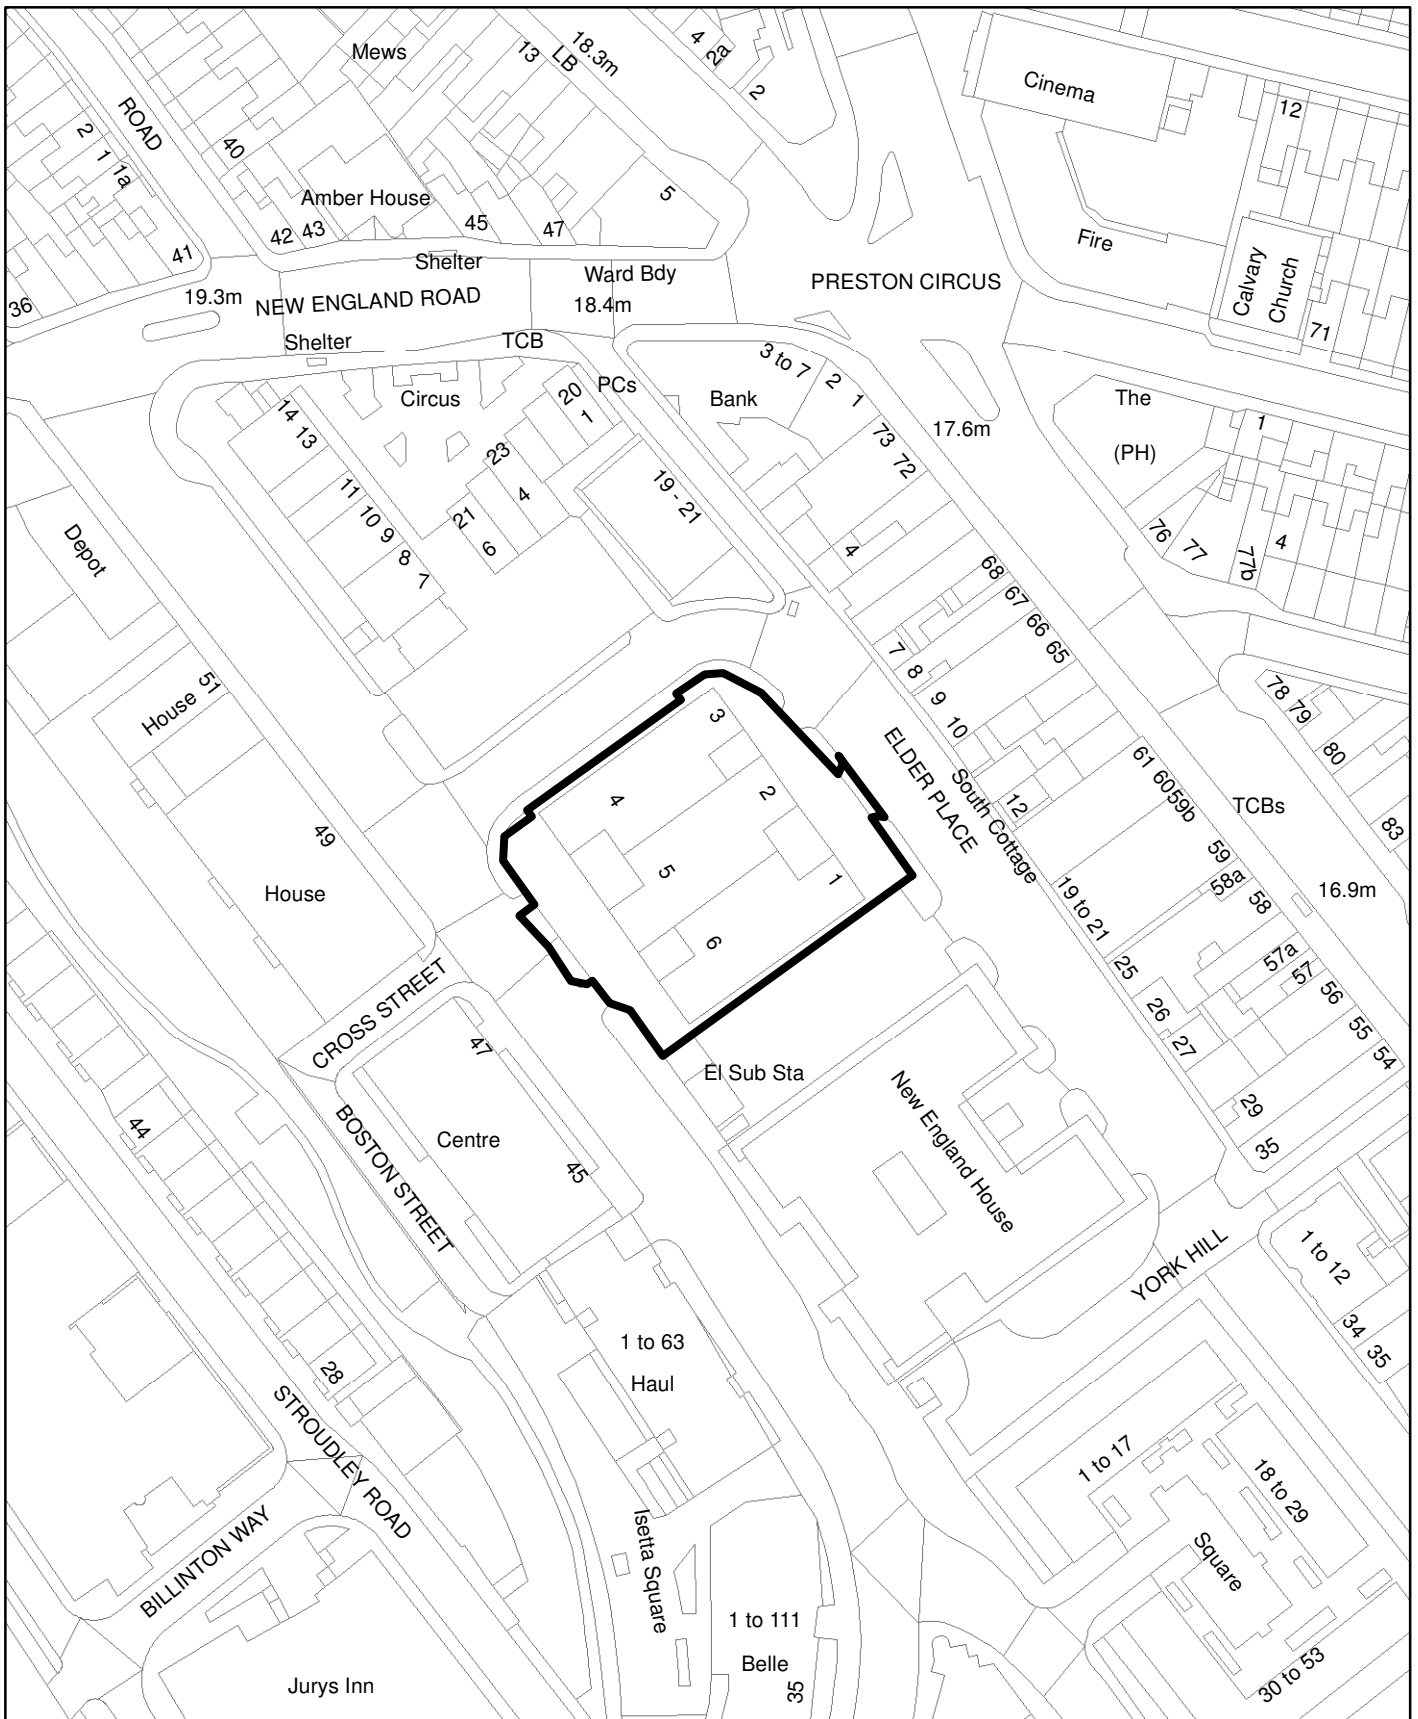 Mews
13
LB
18.3m
4
2a
2
Cinema
12
ROAD
2
1
1a
40
Amber House
5
42
43
45
47
41
Fire
Calvary
Church
71
Shelter
Ward Bdy
PRESTON CIRCUS
36
19.3m
NEW ENGLAND ROAD
18.4m
Shelter
TCB
3 to 7
2
1
PCs
20
1
Circus
Bank
The
(PH)
1
14
13
73
72
17.6m
23
4
19 - 21
11
10
9
8
7
21
6
Depot
4
76
77
77b
4
68
67
66
65
7
8
9
10
51
House
3
78
79
80
83
ELDER PLACE
South Cottage
12
61
60
59b
TCBs
4
2
49
5
1
House
59
58a
58
16.9m
19 to 21
6
25
57a
57
56
55
54
26
27
CROSS STREET
47
El Sub Sta
New England House
29
35
44
BOSTON STREET
Centre
45
YORK HILL
1 to 12
34
35
1 to 63
Haul
28
STROUDLEY ROAD
1 to 17
18 to 29
BILLINTON WAY
Isetta Square
Square
1 to 111
Belle
35
Jurys Inn
30 to 53